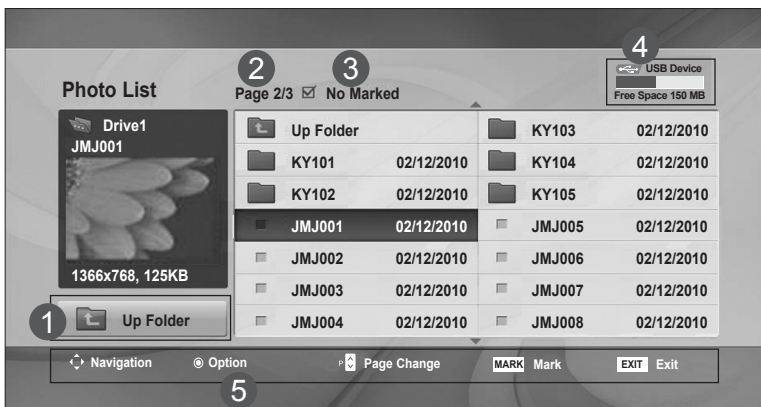 4
USB Device
2
3
Photo List
Page 2/3 ☑ No Marked
Free Space 150 MB
Drive1
JMJ001
1366x768, 125KB
1
Up Folder
Up Folder
KY101 02/12/2010
KY102 02/12/2010
JMJ001 02/12/2010
JMJ002 02/12/2010
JMJ003 02/12/2010
JMJ004 02/12/2010
KY103 02/12/2010
KY104 02/12/2010
KY105 02/12/2010
JMJ005 02/12/2010
JMJ006 02/12/2010
JMJ007 02/12/2010
JMJ008 02/12/2010
Navigation ◉ Option P Page Change MARK Mark EXIT Exit
5